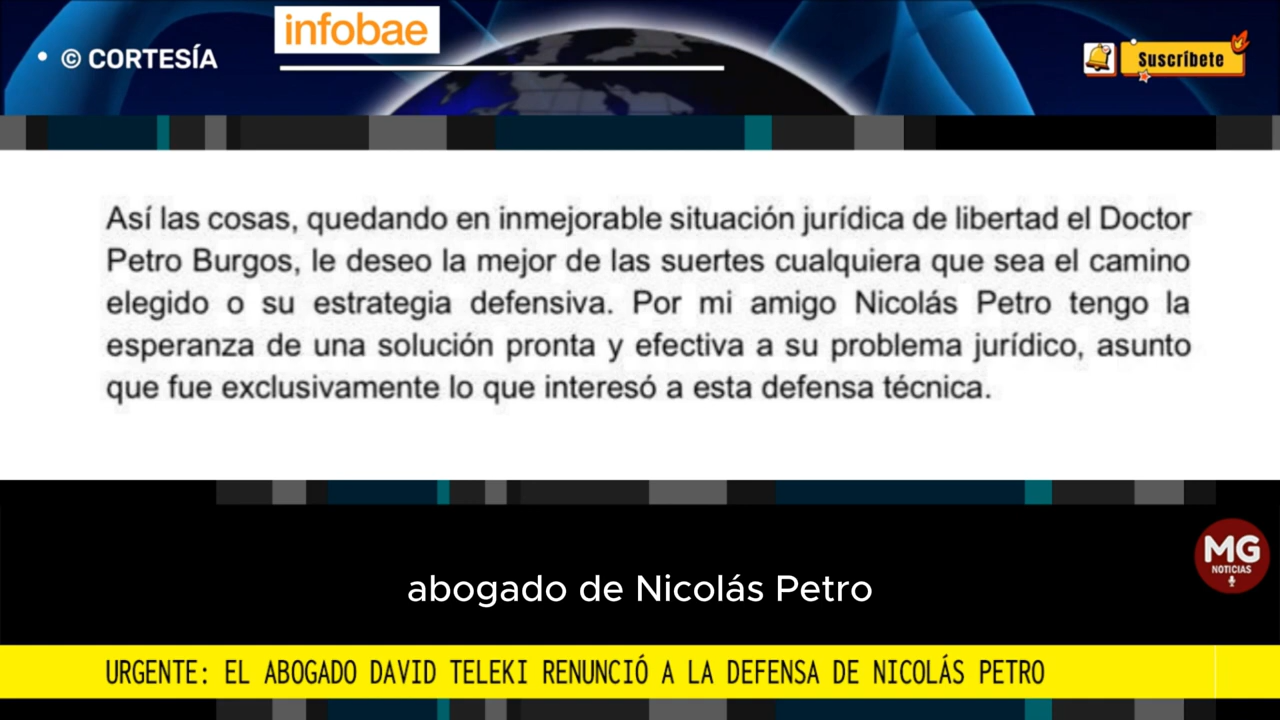 infobae
© CORTESÍA
Suscríbete
Así las cosas, quedando en inmejorable situación jurídica de libertad el Doctor
Petro Burgos, le deseo la mejor de las suertes cualquiera que sea el camino
elegido o su estrategia defensiva. Por mi amigo Nicolás Petro tengo la
esperanza de una solución pronta y efectiva a su problema jurídico, asunto
que fue exclusivamente lo que interesó a esta defensa técnica.
MG
NOTICIAS
abogado de Nicolás Petro
URGENTE: EL ABOGADO DAVID TELEKI RENUNCIÓ A LA DEFENSA DE NICOLÁS PETRO